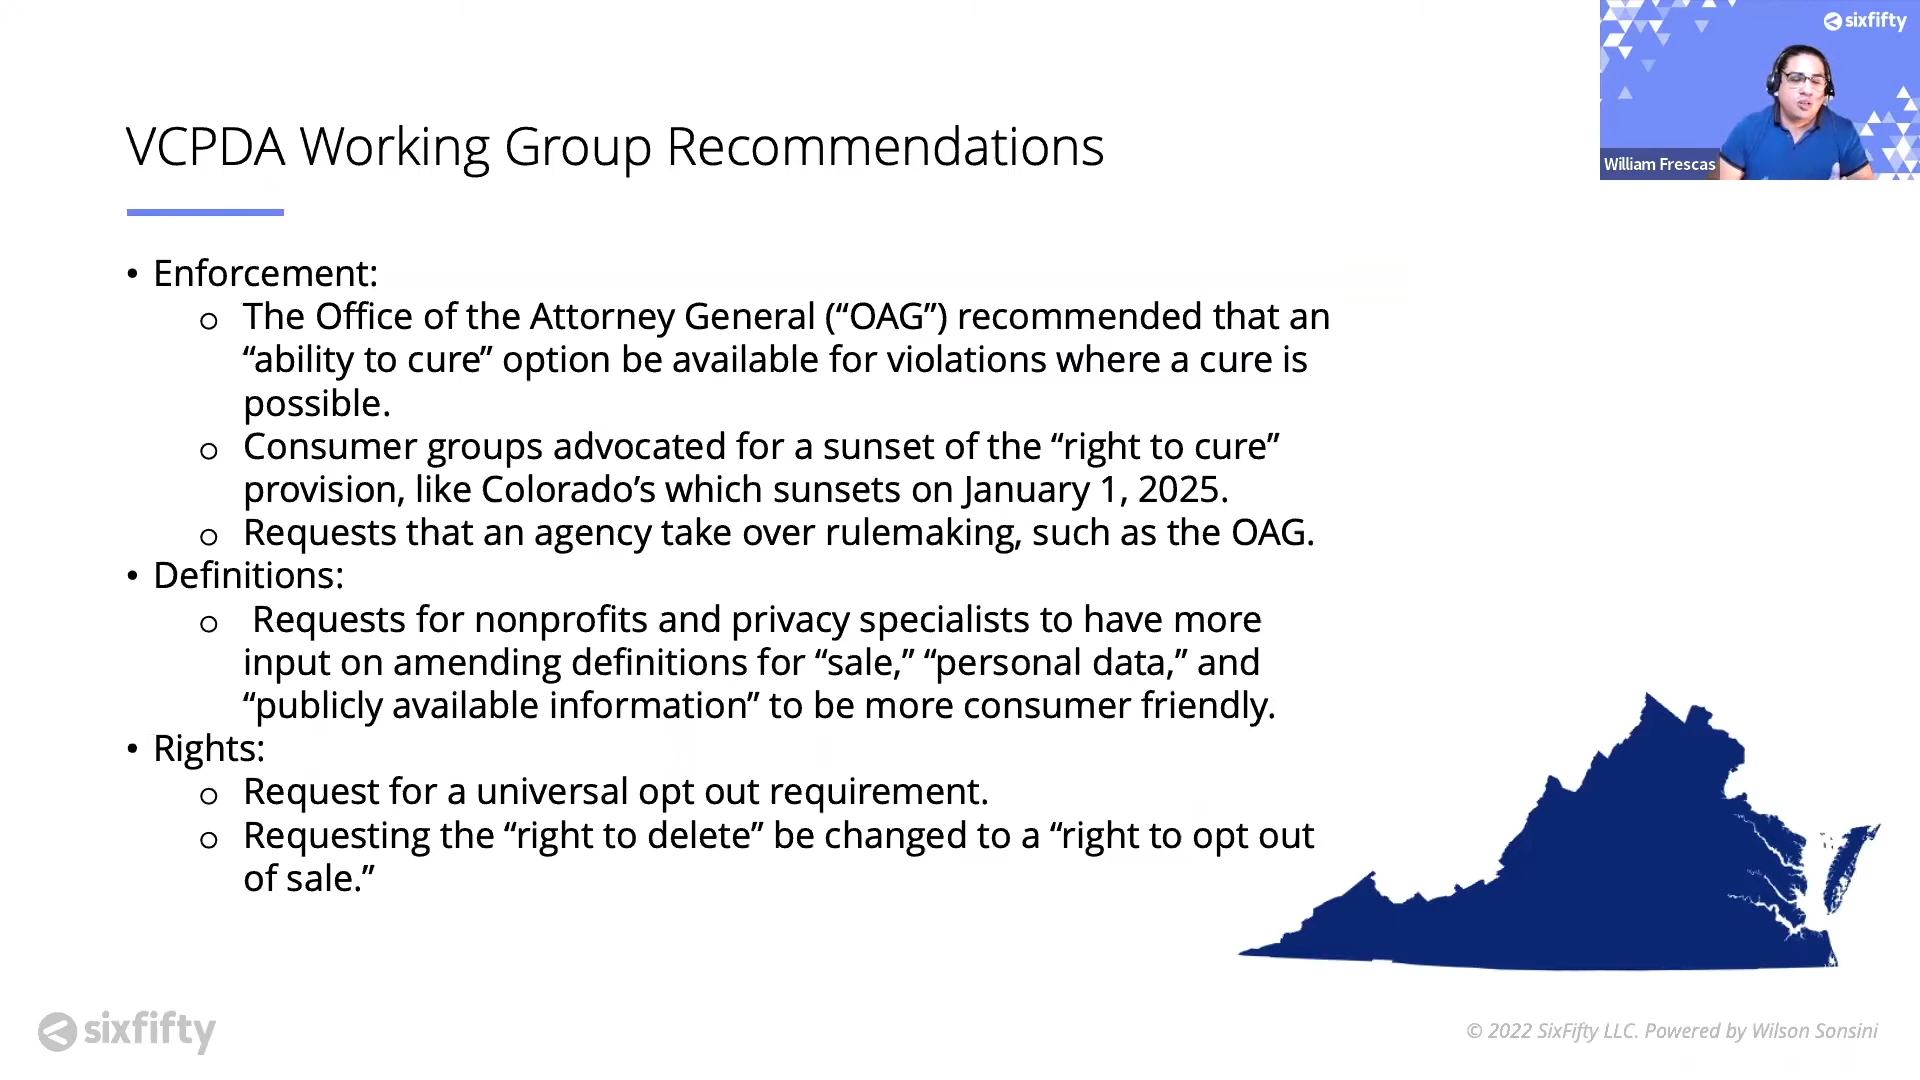 sixfifty
William Frescas
VCPDA Working Group Recommendations
• Enforcement:
o The Office of the Attorney General (“OAG”) recommended that an
“ability to cure” option be available for violations where a cure is
possible.
o Consumer groups advocated for a sunset of the “right to cure”
provision, like Colorado’s which sunsets on January 1, 2025.
o Requests that an agency take over rulemaking, such as the OAG.
• Definitions:
o Requests for nonprofits and privacy specialists to have more
input on amending definitions for “sale,” “personal data,” and
“publicly available information” to be more consumer friendly.
• Rights:
o Request for a universal opt out requirement.
o Requesting the “right to delete” be changed to a “right to opt out
of sale.”
sixfifty
© 2022 SixFifty LLC. Powered by Wilson Sonsini